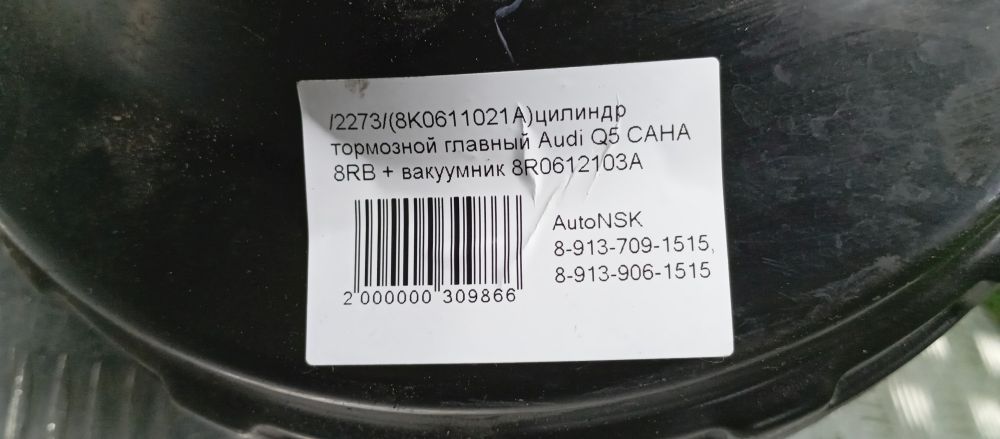 /2273/(8K0611021A)цилиндр
тормозной главный Audi Q5 CAHA
8RB + вакуумник 8R0612103A
AutoNSK
8-913-709-1515,
8-913-906-1515
2 000000 309866